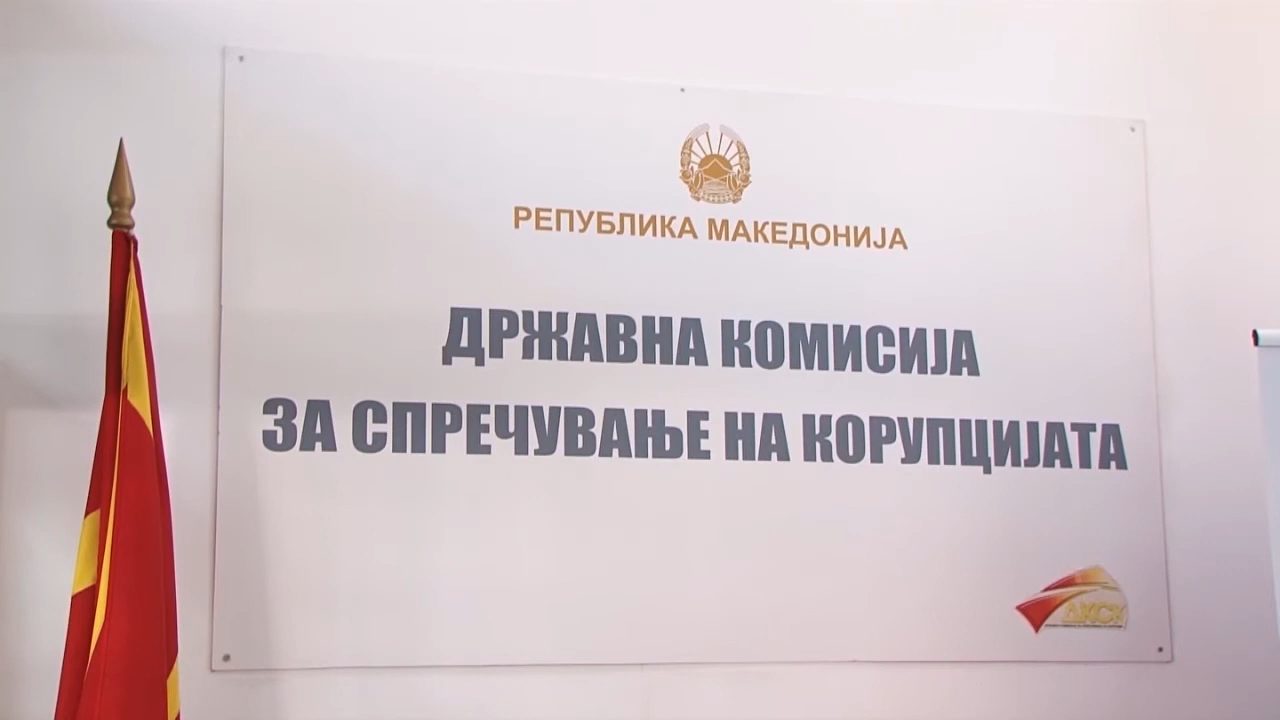 РЕПУБЛИКА МАКЕДОНИЈА
ДРЖАВНА КОМИСИЈА
ЗА СПРЕЧУВАЊЕ НА КОРУПЦИЈАТА
ДКСК